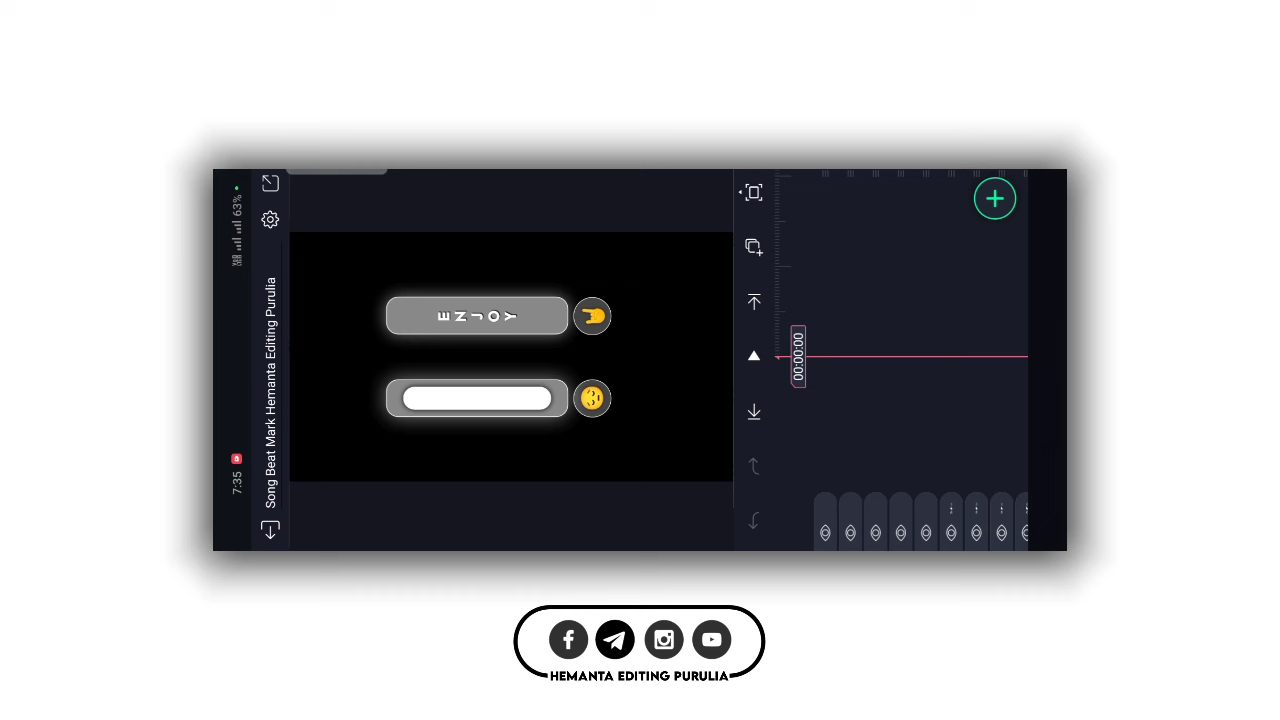 7:35
63%
Song Beat Mark Hemanta Editing Purulia
ENJOY
00:00:00
HEMANTA EDITING PURULIA